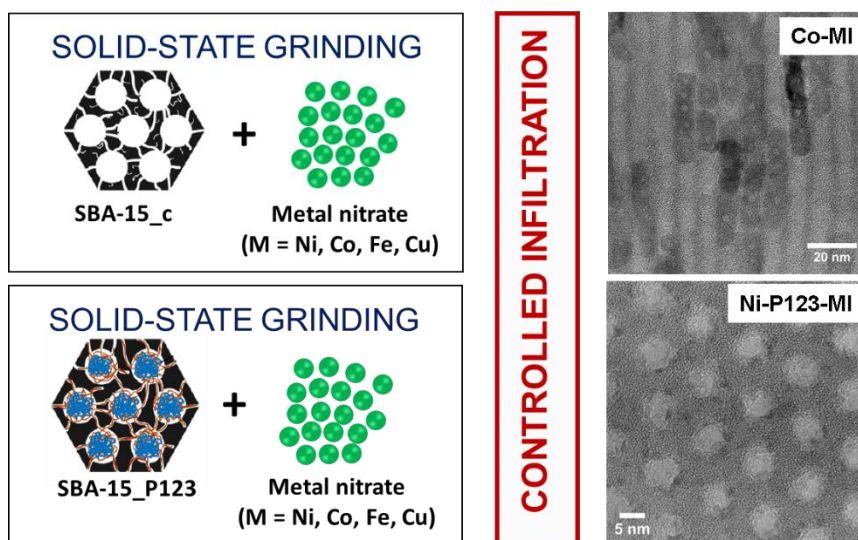 SOLID-STATE GRINDING
+
SBA-15_c
Metal nitrate
(M = Ni, Co, Fe, Cu)
SOLID-STATE GRINDING
+
SBA-15_P123
Metal nitrate
(M = Ni, Co, Fe, Cu)
CONTROLLED INFILTRATION
Co-MI
20 nm
Ni-P123-MI
5 nm